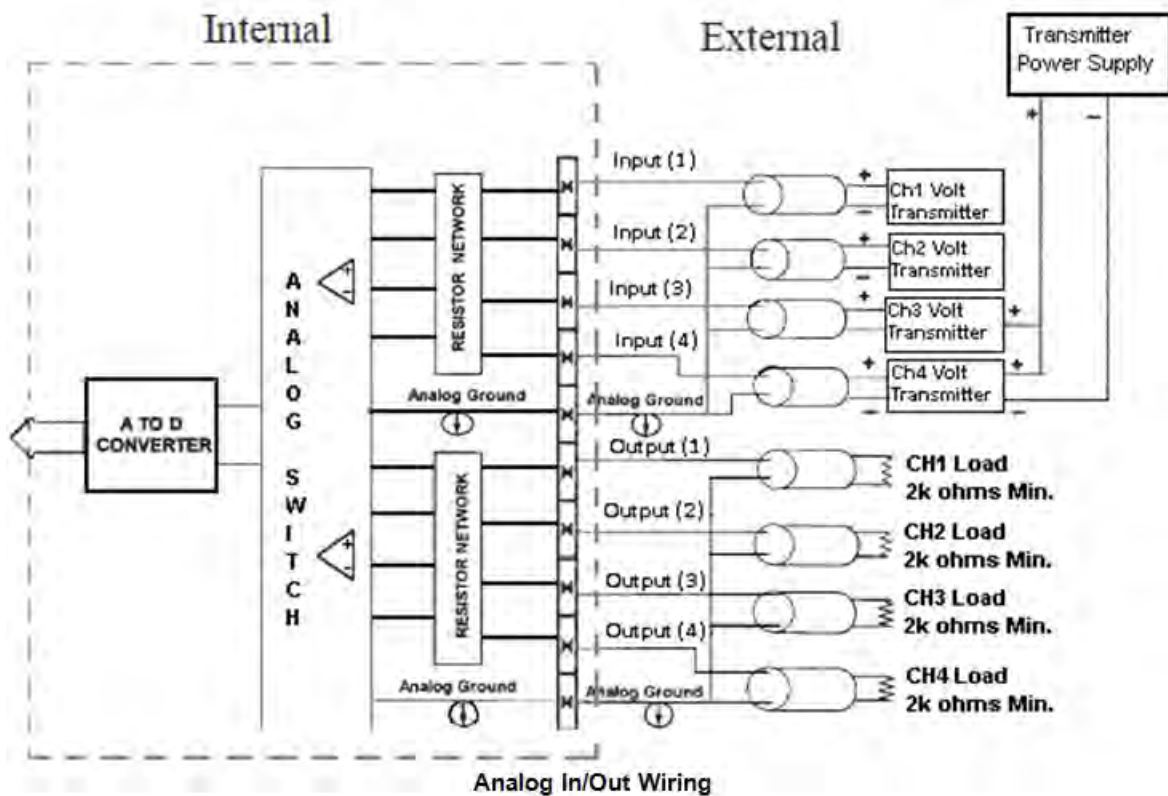 Internal
External
Transmitter
Power Supply
+
−
Input (1)
+
Ch1 Volt
−
Transmitter
Input (2)
+
Ch2 Volt
−
Transmitter
Input (3)
+
Ch3 Volt
+
−
Transmitter
Input (4)
+
Ch4 Volt
+
−
Transmitter
−
ANALOG SWITCH
+
-
RESISTOR NETWORK
Analog Ground
Analog Ground
A TO D
CONVERTER
Output (1)
CH1 Load
2k ohms Min.
Output (2)
CH2 Load
2k ohms Min.
+
-
RESISTOR NETWORK
Output (3)
CH3 Load
2k ohms Min.
Output (4)
CH4 Load
2k ohms Min.
Analog Ground
Analog Ground
Analog In/Out Wiring